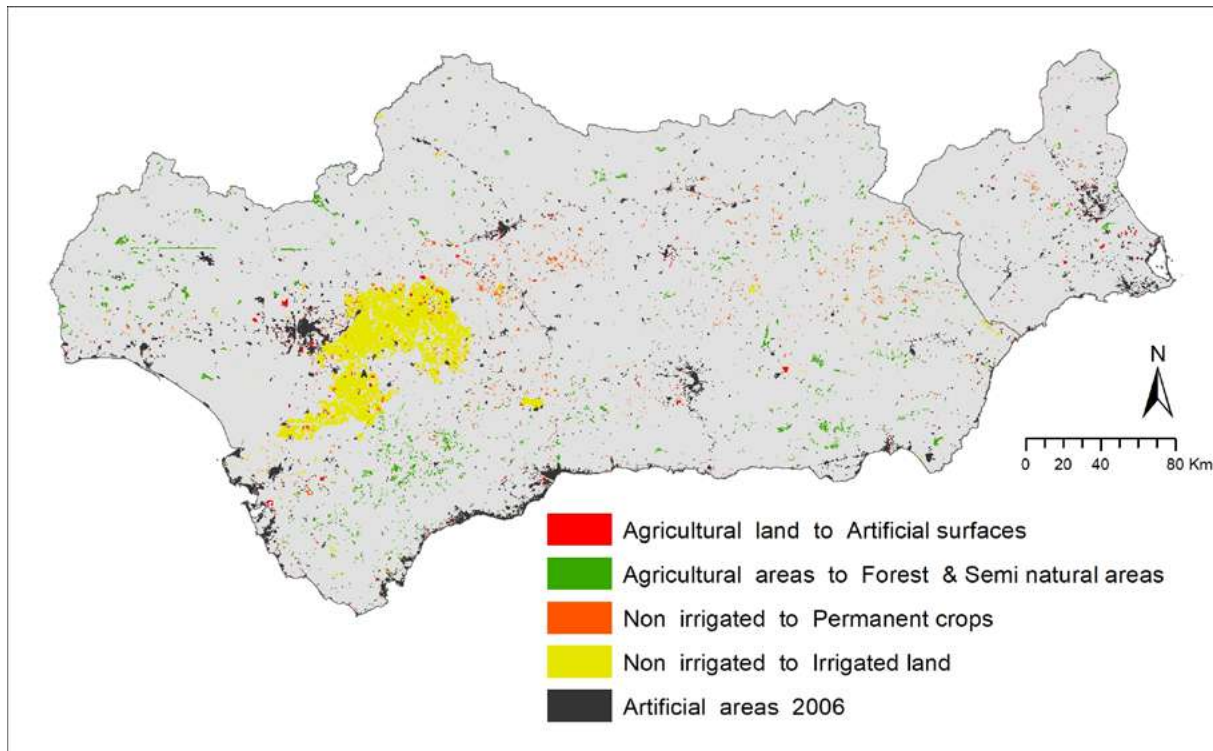 N
0 20 40 80 Km
Agricultural land to Artificial surfaces
Agricultural areas to Forest & Semi natural areas
Non irrigated to Permanent crops
Non irrigated to Irrigated land
Artificial areas 2006